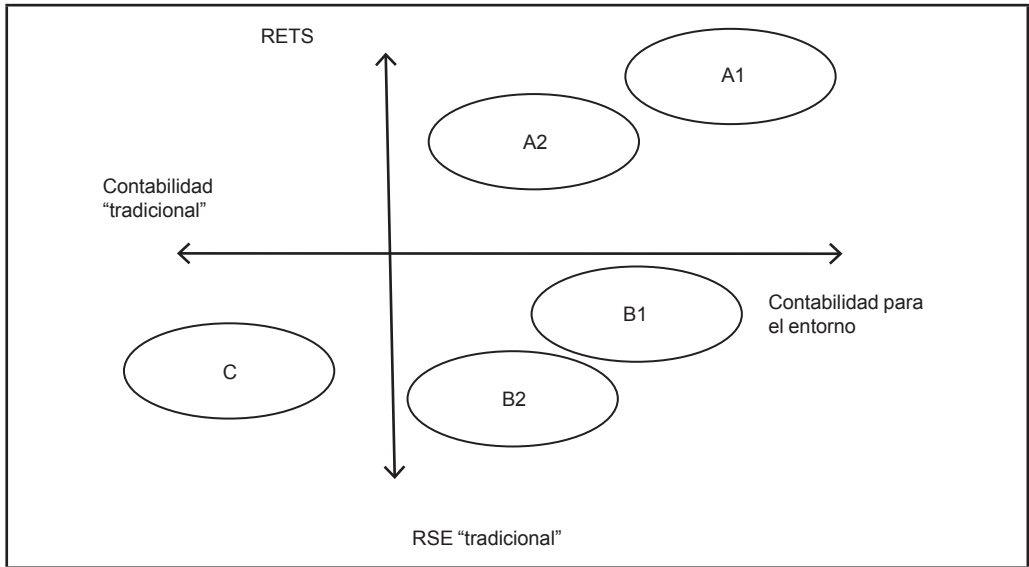 RETS
A1
A2
Contabilidad
“tradicional”
Contabilidad para
el entorno
B1
C
B2
RSE “tradicional”